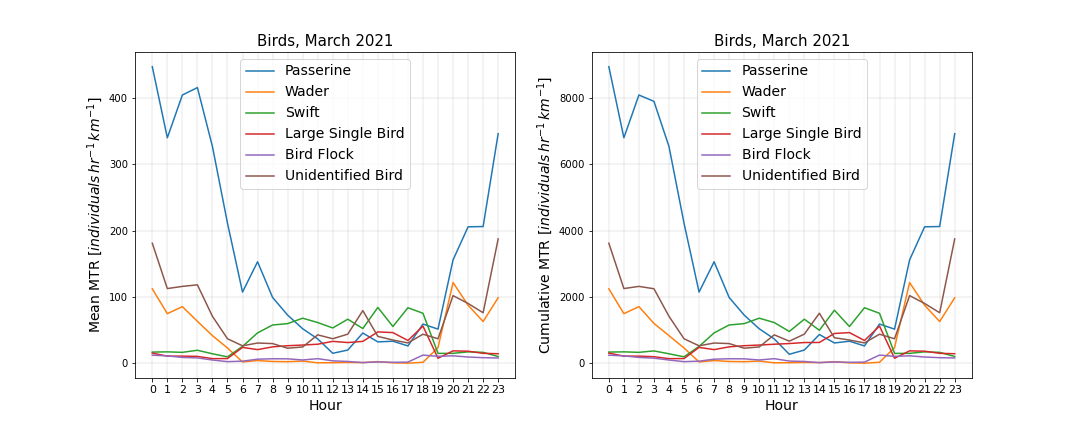 Birds, March 2021
Mean MTR [individuals hr⁻¹ km⁻¹]
400
300
200
100
0
Passerine
Wader
Swift
Large Single Bird
Bird Flock
Unidentified Bird
0 1 2 3 4 5 6 7 8 9 10 11 12 13 14 15 16 17 18 19 20 21 22 23
Hour
Birds, March 2021
Cumulative MTR [individuals hr⁻¹ km⁻¹]
8000
6000
4000
2000
0
Passerine
Wader
Swift
Large Single Bird
Bird Flock
Unidentified Bird
0 1 2 3 4 5 6 7 8 9 10 11 12 13 14 15 16 17 18 19 20 21 22 23
Hour